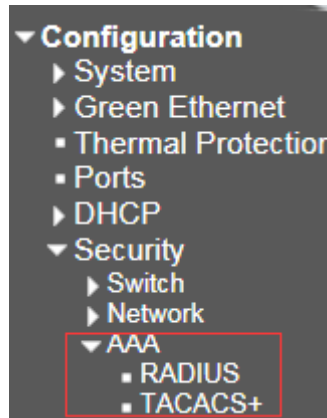 Configuration
System
Green Ethernet
Thermal Protection
Ports
DHCP
Security
Switch
Network
AAA
RADIUS
TACACS+